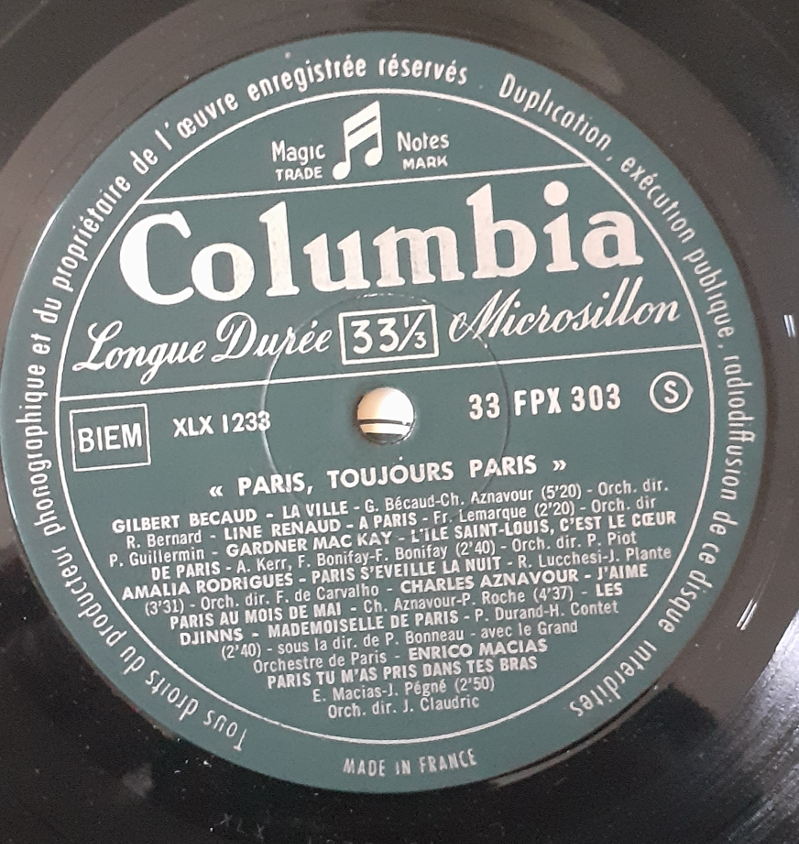 Tous droits du producteur phonographique et du propriétaire de l'œuvre enregistrée réservés Duplication, exécution publique, radiodiffusion de ce disque interdites
Magic Notes
TRADE MARK
Columbia
Longue Durée 33⅓ Microsillon
BIEM XLX 1233 33 FPX 303 S
« PARIS, TOUJOURS PARIS »
GILBERT BECAUD - LA VILLE - G. Bécaud-Ch. Aznavour (5'20) - Orch. dir.
R. Bernard - LINE RENAUD - A PARIS - Fr. Lemarque (2'20) - Orch. dir
P. Guillermin - GARDNER MAC KAY - L'ILE SAINT-LOUIS, C'EST LE CŒUR
DE PARIS - A. Kerr, F. Bonifay-F. Bonifay (2'40) - Orch. dir. P. Piot
AMALIA RODRIGUES - PARIS S'EVEILLE LA NUIT - R. Lucchesi-J. Plante
(3'31) - Orch. dir. F. de Carvalho - CHARLES AZNAVOUR - J'AIME
PARIS AU MOIS DE MAI - Ch. Aznavour-P. Roche (4'37) - LES
DJINNS - MADEMOISELLE DE PARIS - P. Durand-H. Contet
(2'40) - sous la dir. de P. Bonneau - avec le Grand
Orchestre de Paris - ENRICO MACIAS
PARIS TU M'AS PRIS DANS TES BRAS
E. Macias-J. Pégné (2'50)
Orch. dir. J. Claudric
MADE IN FRANCE
XLX